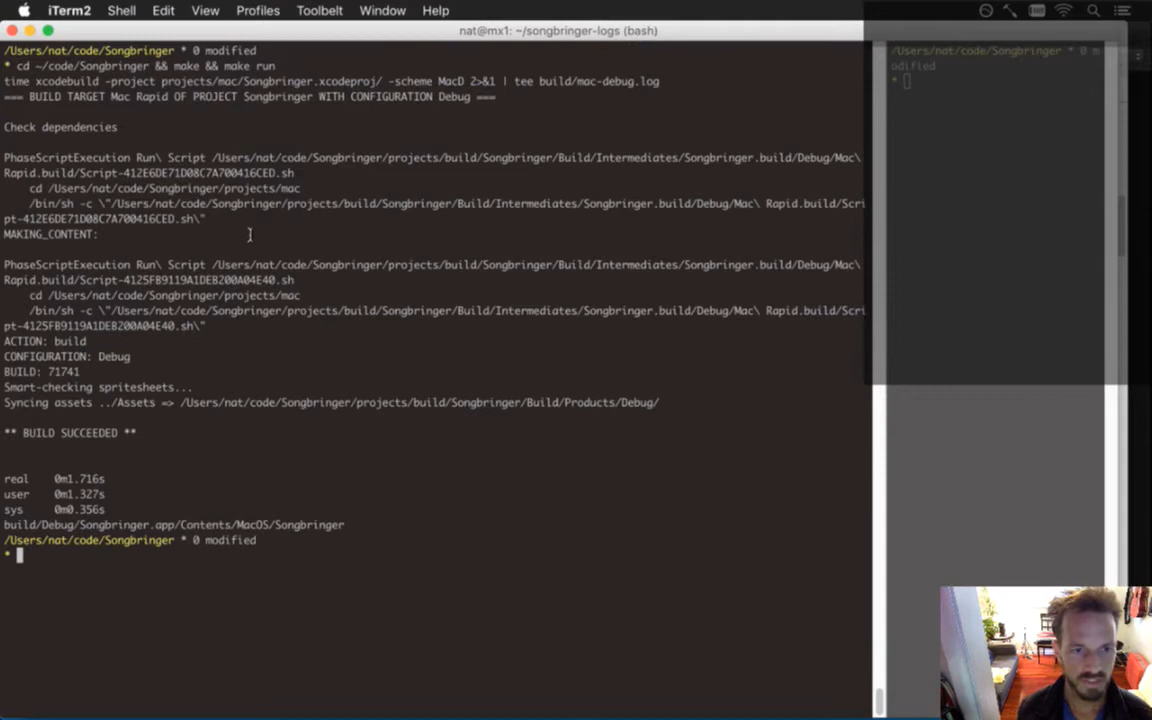 iTerm2 Shell Edit View Profiles Toolbelt Window Help
nat@mx1: ~/songbringer-logs (bash)
/Users/nat/code/Songbringer * 0 modified
* cd ~/code/Songbringer && make && make run
time xcodebuild -project projects/mac/Songbringer.xcodeproj/ -scheme MacD 2>&1 | tee build/mac-debug.log
=== BUILD TARGET Mac Rapid OF PROJECT Songbringer WITH CONFIGURATION Debug ===
Check dependencies
PhaseScriptExecution Run\ Script /Users/nat/code/Songbringer/projects/build/Songbringer/Build/Intermediates/Songbringer.build/Debug/Mac\
Rapid.build/Script-412E6DE71D08C7A700416CED.sh
cd /Users/nat/code/Songbringer/projects/mac
/bin/sh -c \"/Users/nat/code/Songbringer/projects/build/Songbringer/Build/Intermediates/Songbringer.build/Debug/Mac\ Rapid.build/Scri
pt-412E6DE71D08C7A700416CED.sh\"
MAKING_CONTENT:
PhaseScriptExecution Run\ Script /Users/nat/code/Songbringer/projects/build/Songbringer/Build/Intermediates/Songbringer.build/Debug/Mac\
Rapid.build/Script-4125FB9119A1DEB200A04E40.sh
cd /Users/nat/code/Songbringer/projects/mac
/bin/sh -c \"/Users/nat/code/Songbringer/projects/build/Songbringer/Build/Intermediates/Songbringer.build/Debug/Mac\ Rapid.build/Scri
pt-4125FB9119A1DEB200A04E40.sh\"
ACTION: build
CONFIGURATION: Debug
BUILD: 71741
Smart-checking spritesheets...
Syncing assets ../Assets => /Users/nat/code/Songbringer/projects/build/Songbringer/Build/Products/Debug/
** BUILD SUCCEEDED **
real 0m1.716s
user 0m1.327s
sys 0m0.356s
build/Debug/Songbringer.app/Contents/MacOS/Songbringer
/Users/nat/code/Songbringer * 0 modified
*
/Users/nat/code/Songbringer * 0 m
odified
*